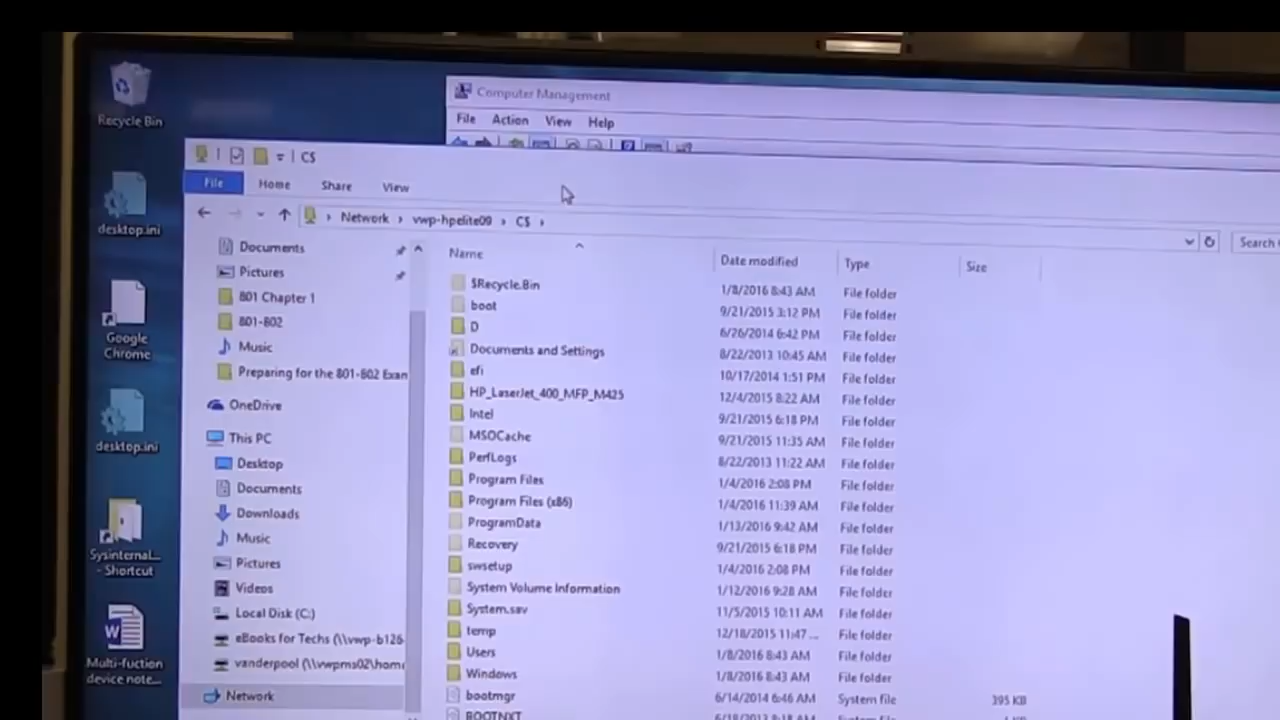 Recycle Bin
desktop.ini
Google
Chrome
desktop.ini
Sysinternal...
- Shortcut
Multi-fuction
device note...
Computer Management
File Action View Help
C$
File Home Share View
Network > vwp-hpelite09 > C$ >
Search
Documents
Pictures
801 Chapter 1
801-802
Music
Preparing for the 801-802 Exan
OneDrive
This PC
Desktop
Documents
Downloads
Music
Pictures
Videos
Local Disk (C:)
eBooks for Techs (\\vwp-b126-
vanderpool (\\vwpms02\home
Network
Name Date modified Type Size
$Recycle.Bin 1/8/2016 8:43 AM File folder
boot 9/21/2015 3:12 PM File folder
D 6/26/2014 6:42 PM File folder
Documents and Settings 8/22/2013 10:45 AM File folder
efi 10/17/2014 1:51 PM File folder
HP_LaserJet_400_MFP_M425 12/4/2015 8:22 AM File folder
Intel 9/21/2015 6:18 PM File folder
MSOCache 9/21/2015 11:35 AM File folder
PerfLogs 8/22/2013 11:22 AM File folder
Program Files 1/4/2016 2:08 PM File folder
Program Files (x86) 1/4/2016 11:39 AM File folder
ProgramData 1/13/2016 9:42 AM File folder
Recovery 9/21/2015 6:18 PM File folder
swsetup 1/4/2016 2:08 PM File folder
System Volume Information 1/12/2016 9:28 AM File folder
System.sav 11/5/2015 10:11 AM File folder
temp 12/18/2015 11:47 ... File folder
Users 1/8/2016 8:43 AM File folder
Windows 1/8/2016 8:43 AM File folder
bootmgr 6/14/2014 6:46 AM System file 395 KB
BOOTNXT 6/18/2013 8:18 AM System file 1 KB